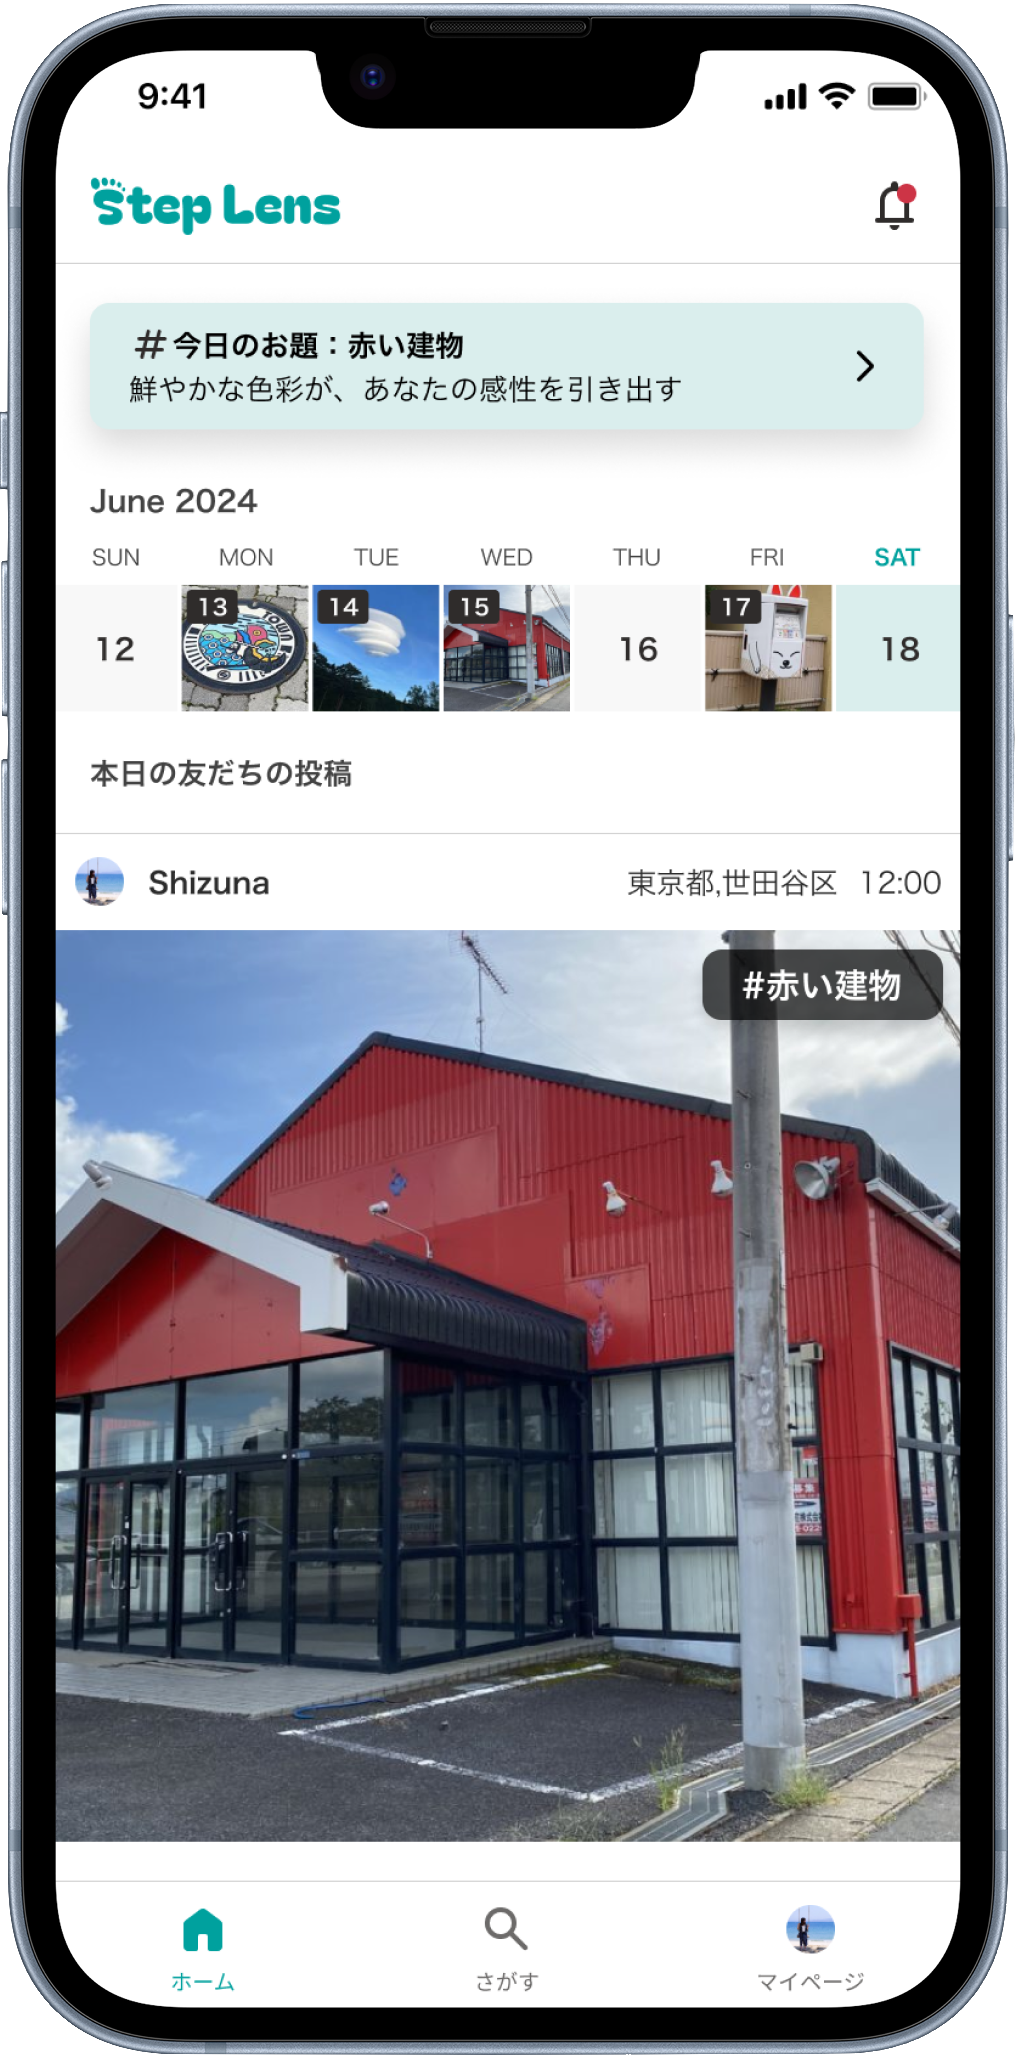 9:41
Step Lens
#今日のお題：赤い建物
鮮やかな色彩が、あなたの感性を引き出す
June 2024
SUN MON TUE WED THU FRI SAT
12 13 14 15 16 17 18
本日の友だちの投稿
Shizuna 東京都,世田谷区 12:00
#赤い建物
ホーム さがす マイページ